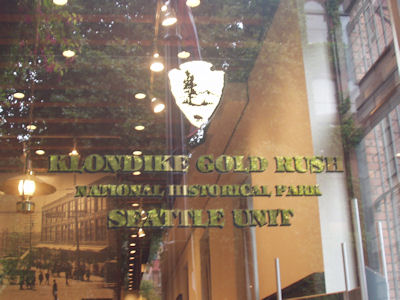 KLONDIKE GOLD RUSH
NATIONAL HISTORICAL PARK
SEATTLE UNIT